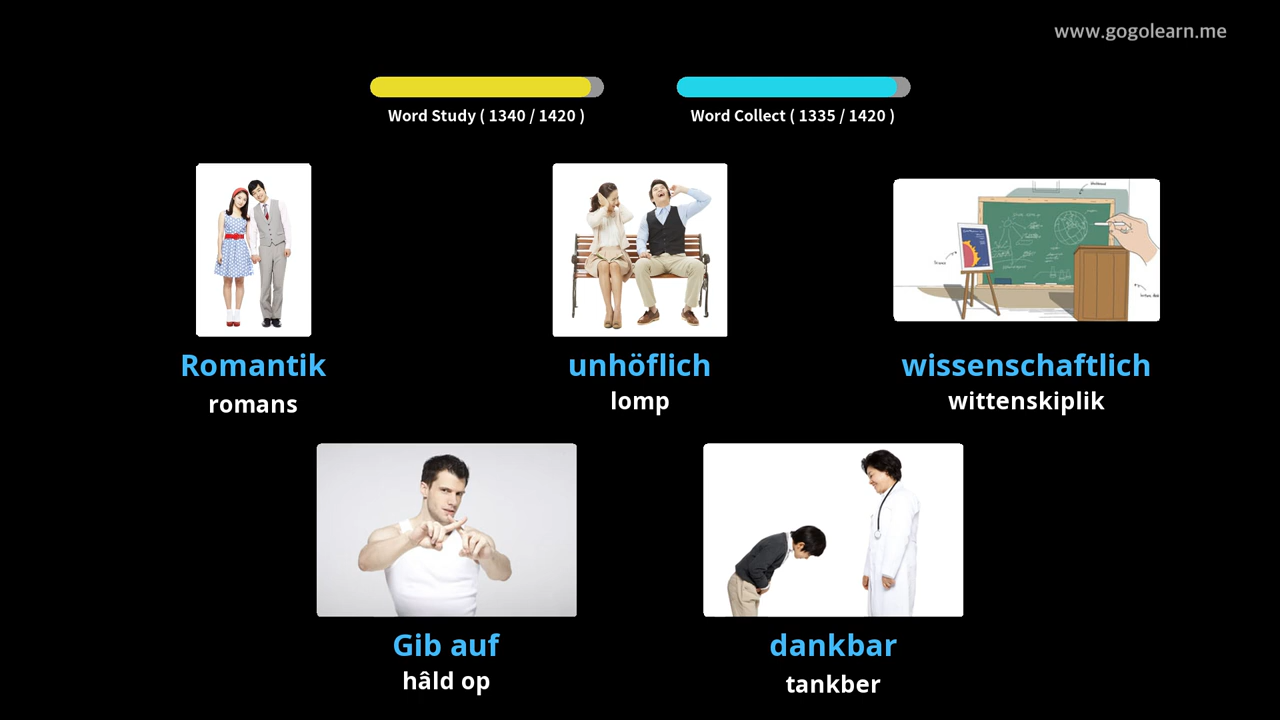 www.gogolearn.me
Word Study ( 1340 / 1420 )
Word Collect ( 1335 / 1420 )
Romantik
romans
unhöflich
lomp
wissenschaftlich
wittenskiplik
Gib auf
hâld op
dankbar
tankber